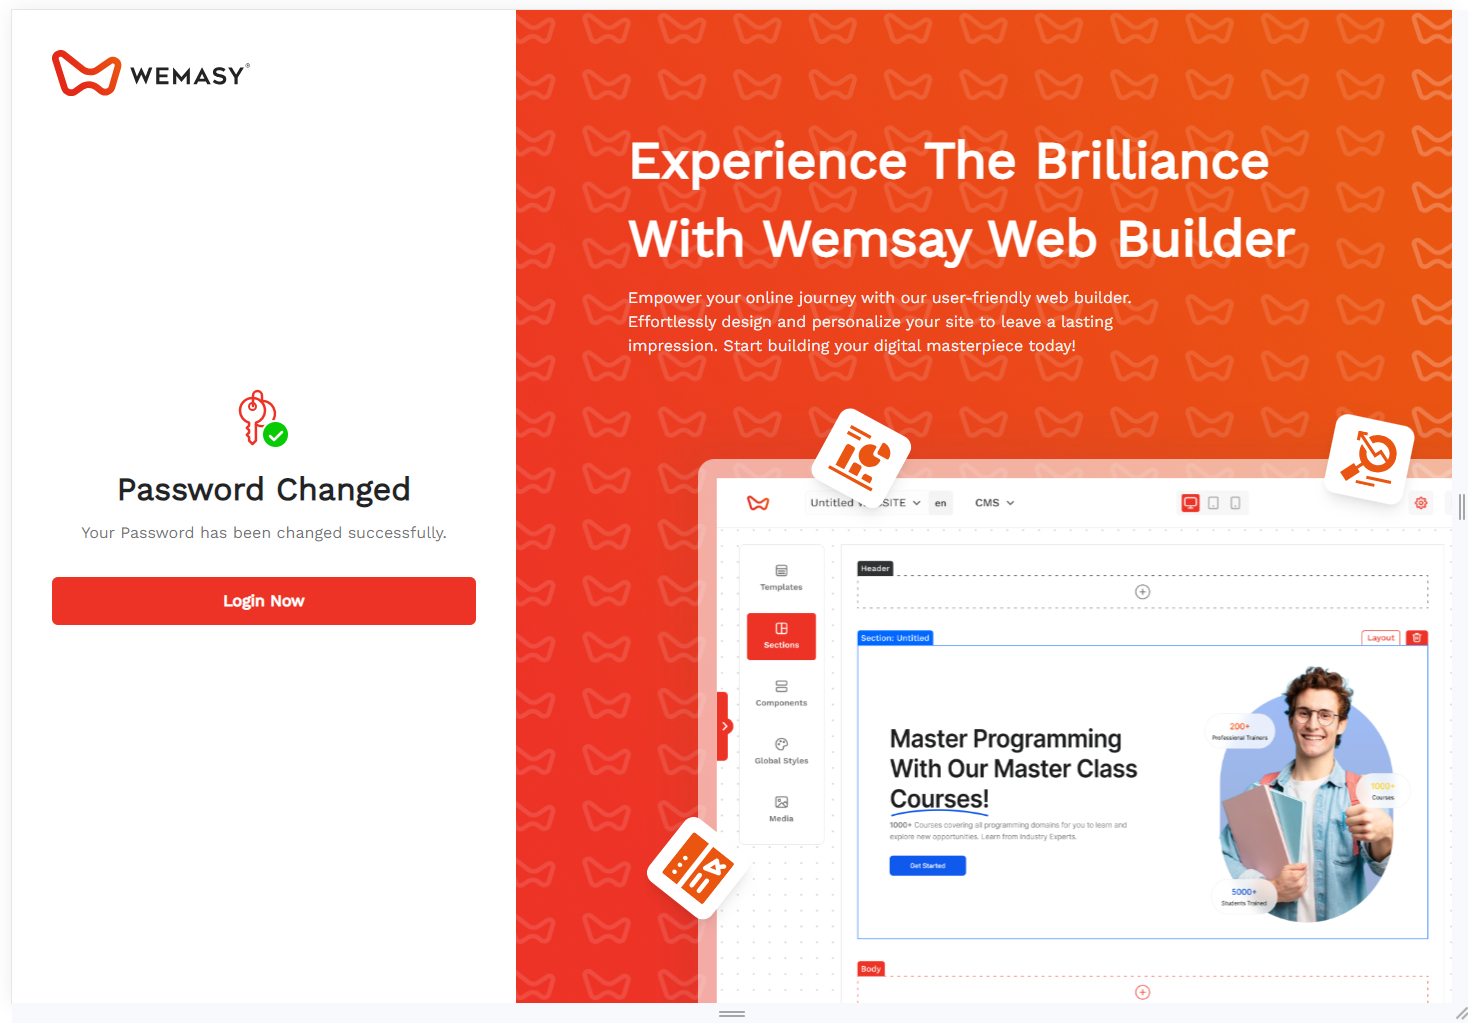 WEMASY®
Password Changed
Your Password has been changed successfully.
Login Now
Experience The Brilliance
With Wemsay Web Builder
Empower your online journey with our user-friendly web builder.
Effortlessly design and personalize your site to leave a lasting
impression. Start building your digital masterpiece today!
Untitled SITE en CMS
Templates
Sections
Components
Global Styles
Media
Header
Section: Untitled Layout
Master Programming
With Our Master Class
Courses!
1000+ Courses covering all programming domains for you to learn and
explore new opportunities. Learn from Industry Experts.
Get Started
200+
Professional Trainers
1000+
Courses
5000+
Students Trained
Body